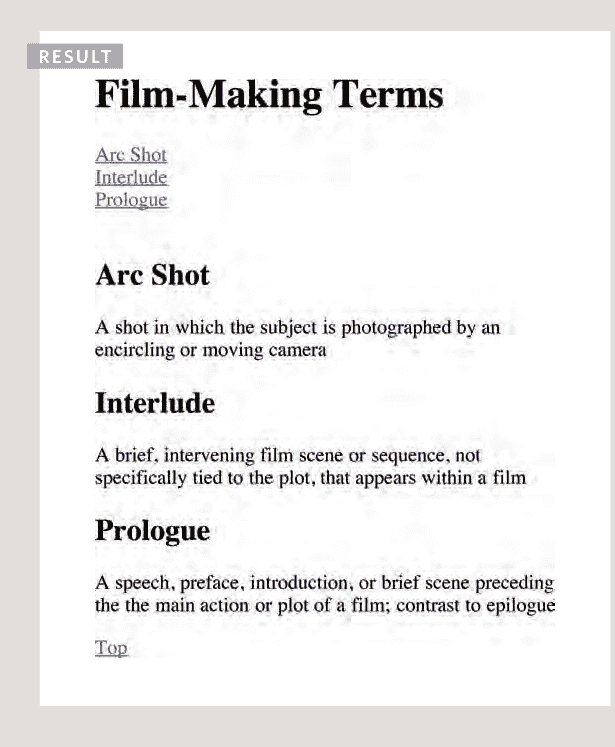 RESULT
Film-Making Terms
Arc Shot
Interlude
Prologue
Arc Shot
A shot in which the subject is photographed by an
encircling or moving camera
Interlude
A brief, intervening film scene or sequence, not
specifically tied to the plot, that appears within a film
Prologue
A speech, preface, introduction, or brief scene preceding
the the main action or plot of a film; contrast to epilogue
Top